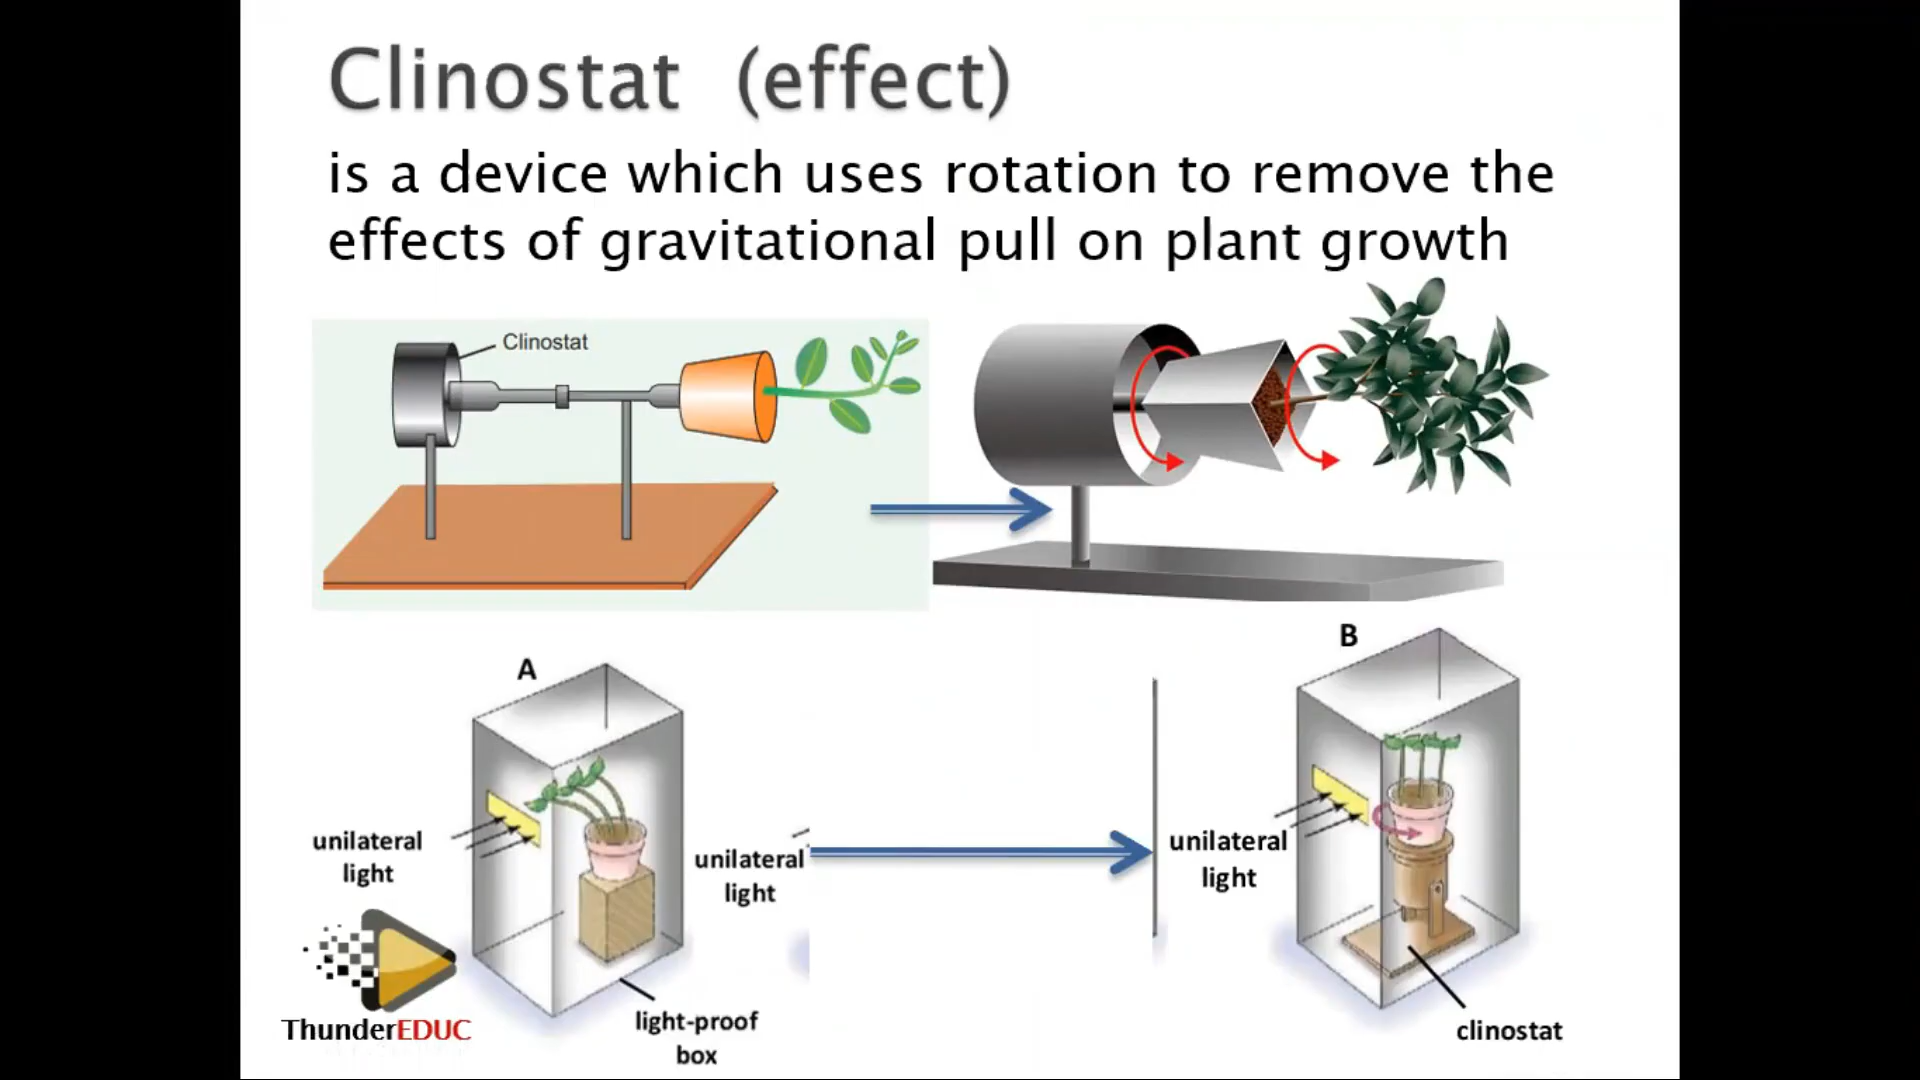 Clinostat (effect)
is a device which uses rotation to remove the
effects of gravitational pull on plant growth
Clinostat
A
B
unilateral
light
unilateral
light
unilateral
light
light-proof
box
clinostat
ThunderEDUC